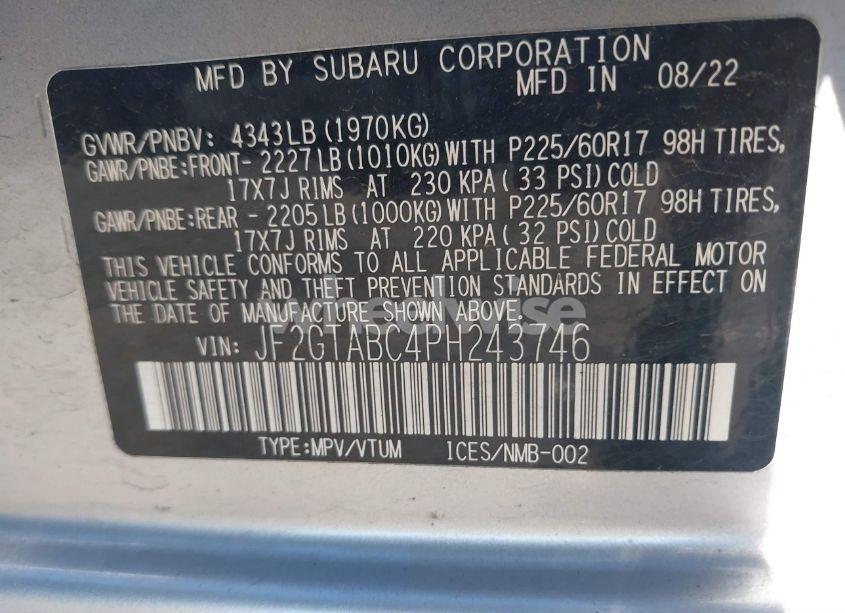 MFD BY SUBARU CORPORATION
MFD IN 08/22
GVWR/PNBV: 4343LB (1970KG)
GAWR/PNBE:FRONT- 2227LB(1010KG)WITH P225/60R17 98H TIRES,
17X7J RIMS AT 230 KPA( 33 PSI)COLD
GAWR/PNBE:REAR - 2205LB(1000KG)WITH P225/60R17 98H TIRES,
17X7J RIMS AT 220 KPA( 32 PSI)COLD
THIS VEHICLE CONFORMS TO ALL APPLICABLE FEDERAL MOTOR
VEHICLE SAFETY AND THEFT PREVENTION STANDARDS IN EFFECT ON
THE DATE OF MANUFACTURE SHOWN ABOVE.
wheelwise
VIN: JF2GTABC4PH243746
TYPE:MPV/VTUM ICES/NMB-002